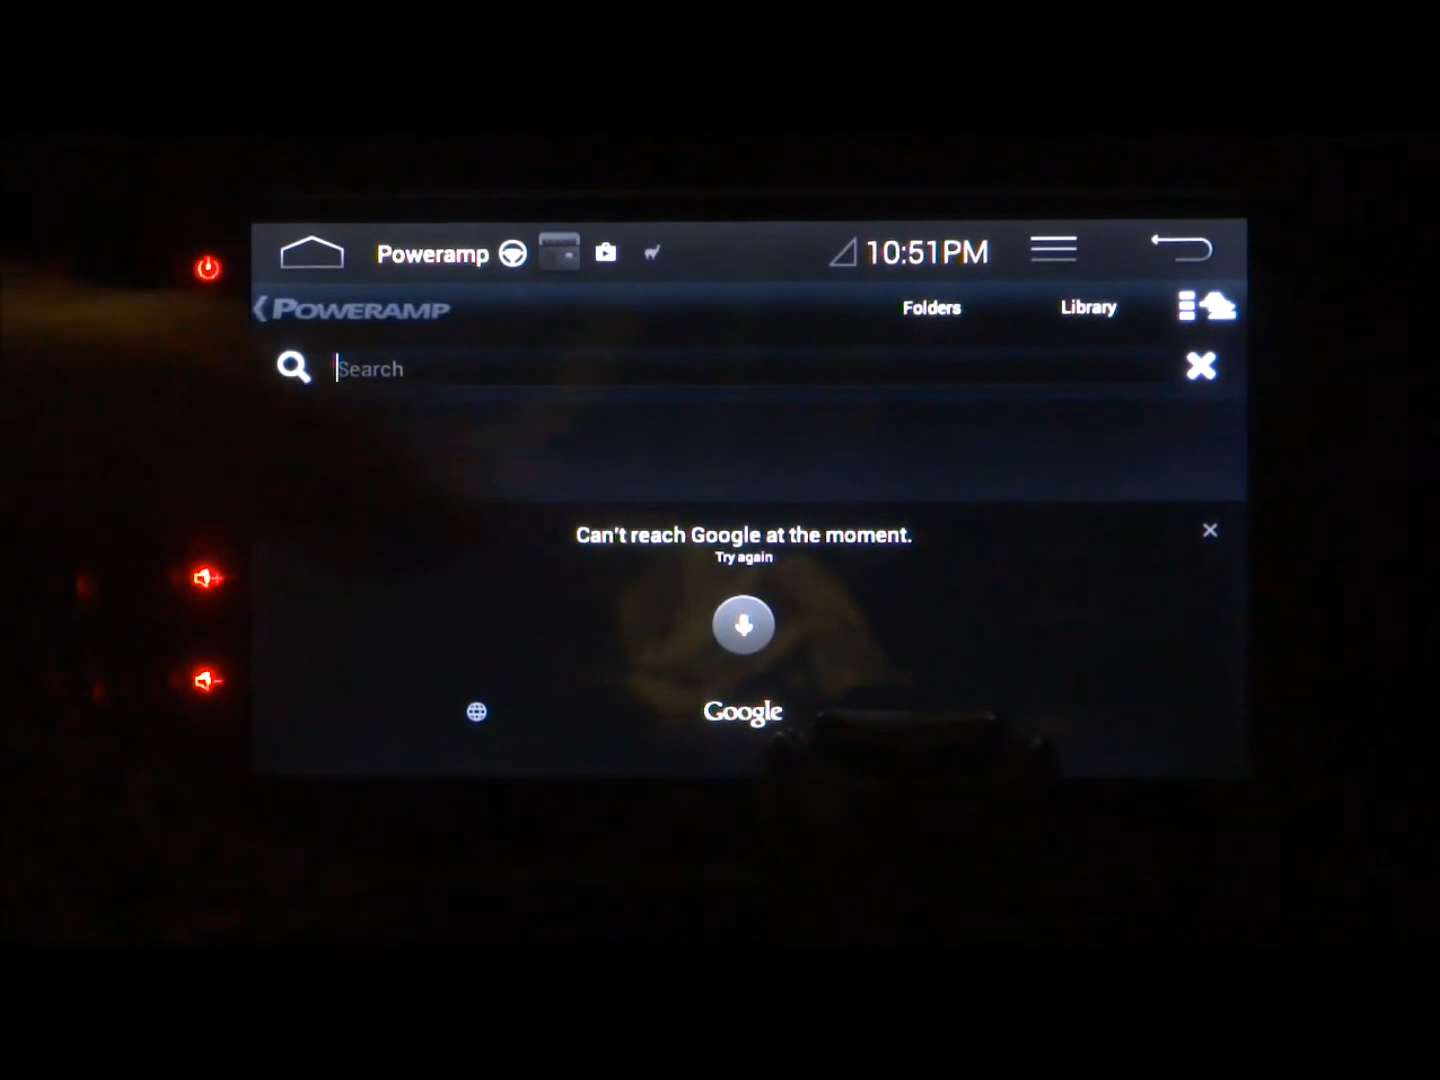 Poweramp 10:51PM
POWERAMP Folders Library
Search
Can't reach Google at the moment.
Try again
Google